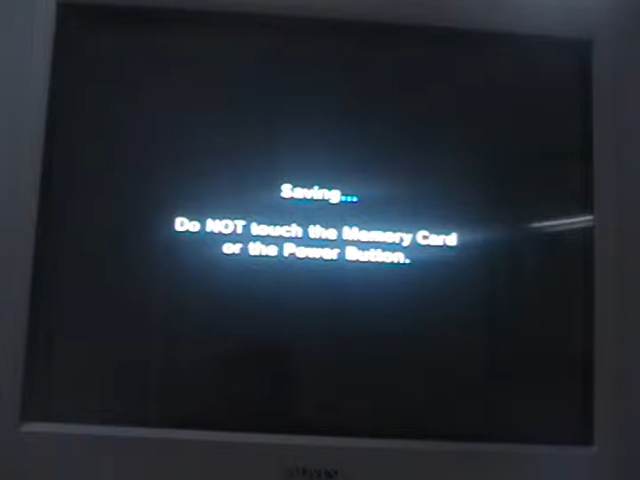 Saving...
Do NOT touch the Memory Card
or the Power Button.